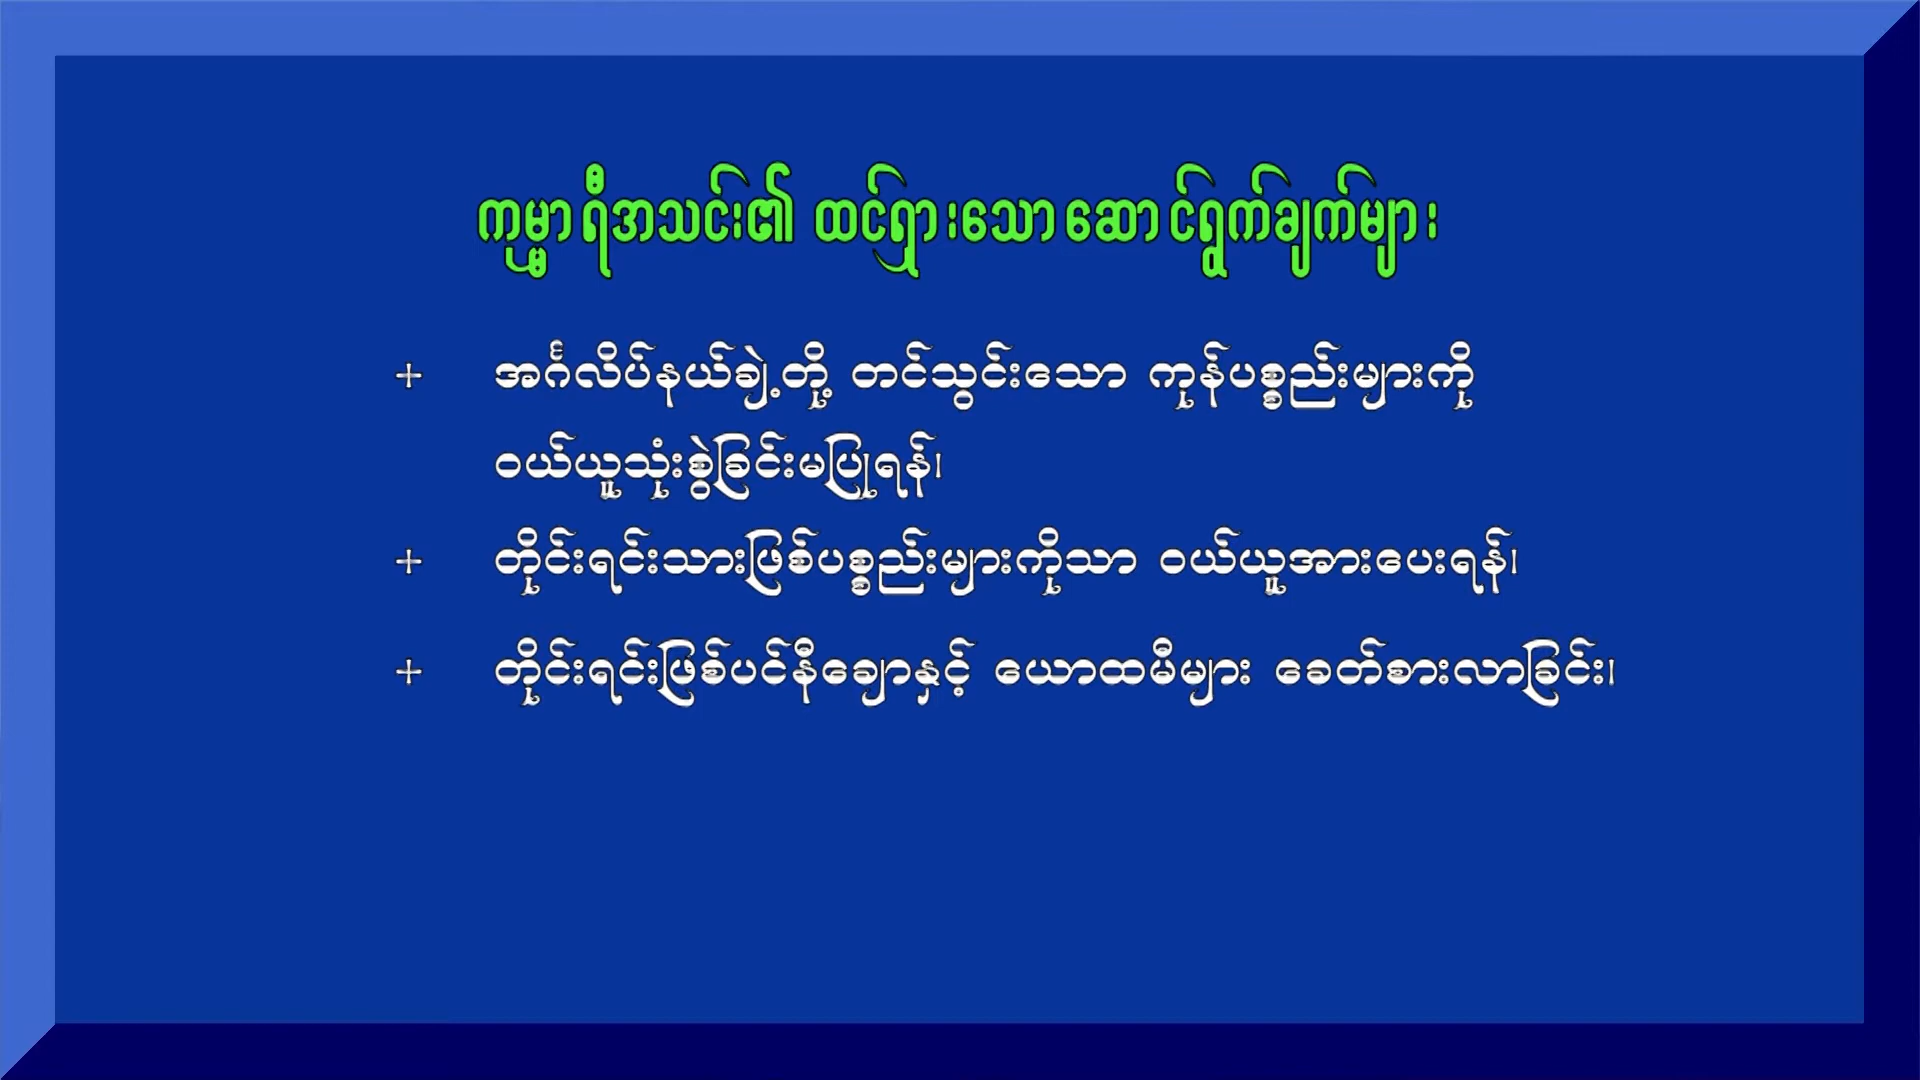 ကုမ္မာရီအသင်း၏ ထင်ရှားသောဆောင်ရွက်ချက်များ
+ အင်္ဂလိပ်နယ်ချဲ့တို့ တင်သွင်းသော ကုန်ပစ္စည်းများကို
ဝယ်ယူသုံးစွဲခြင်းမပြုရန်၊
+ တိုင်းရင်းသားဖြစ်ပစ္စည်းများကိုသာ ဝယ်ယူအားပေးရန်၊
+ တိုင်းရင်းဖြစ်ပင်နီချောနှင့် ယောထမီများ ခေတ်စားလာခြင်း၊